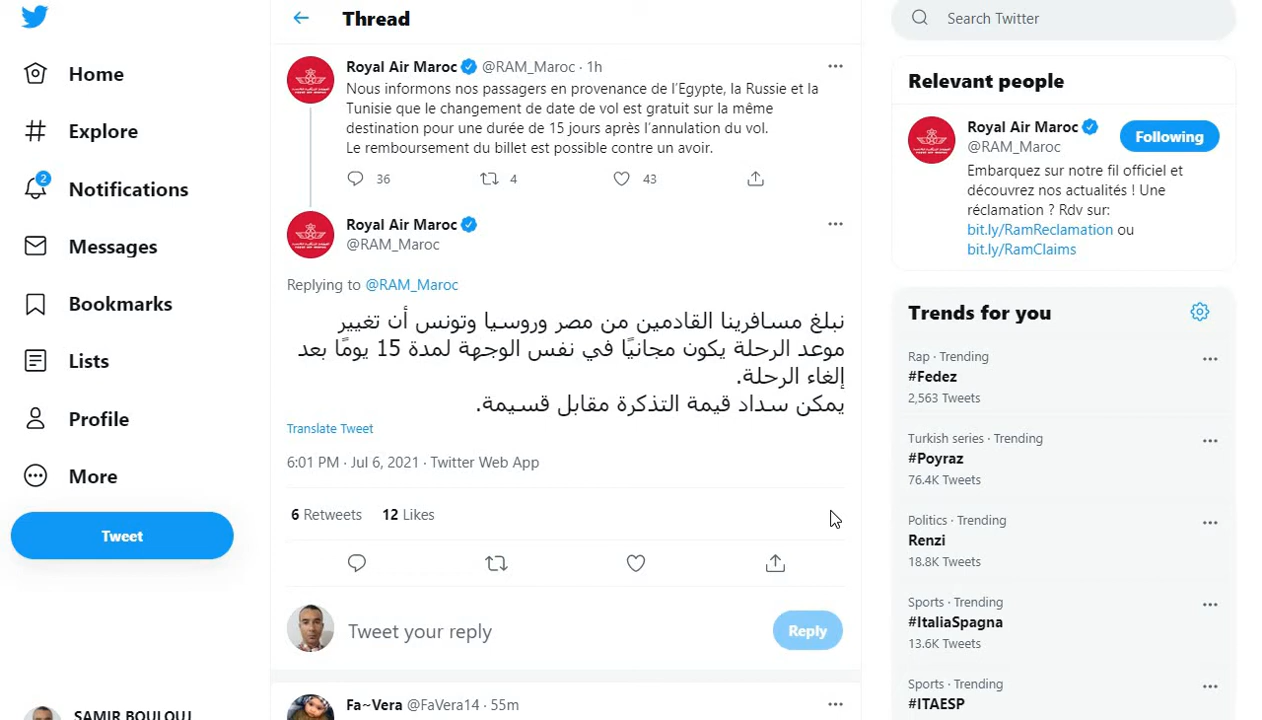 Home
Explore
2
Notifications
Messages
Bookmarks
Lists
Profile
More
Tweet
SAMIR BOULOUJ
Thread
Royal Air Maroc @RAM_Maroc · 1h
Nous informons nos passagers en provenance de l'Egypte, la Russie et la
Tunisie que le changement de date de vol est gratuit sur la même
destination pour une durée de 15 jours après l'annulation du vol.
Le remboursement du billet est possible contre un avoir.
36 4 43
Royal Air Maroc
@RAM_Maroc
Replying to @RAM_Maroc
نبلغ مسافرينا القادمين من مصر وروسيا وتونس أن تغيير
موعد الرحلة يكون مجانيًا في نفس الوجهة لمدة 15 يومًا بعد
إلغاء الرحلة.
يمكن سداد قيمة التذكرة مقابل قسيمة.
Translate Tweet
6:01 PM · Jul 6, 2021 · Twitter Web App
6 Retweets 12 Likes
Tweet your reply
Reply
Fa~Vera @FaVera14 · 55m
Search Twitter
Relevant people
Royal Air Maroc
@RAM_Maroc
Following
Embarquez sur notre fil officiel et
découvrez nos actualités ! Une
réclamation ? Rdv sur:
bit.ly/RamReclamation ou
bit.ly/RamClaims
Trends for you
Rap · Trending
#Fedez
2,563 Tweets
Turkish series · Trending
#Poyraz
76.4K Tweets
Politics · Trending
Renzi
18.8K Tweets
Sports · Trending
#ItaliaSpagna
13.6K Tweets
Sports · Trending
#ITAESP